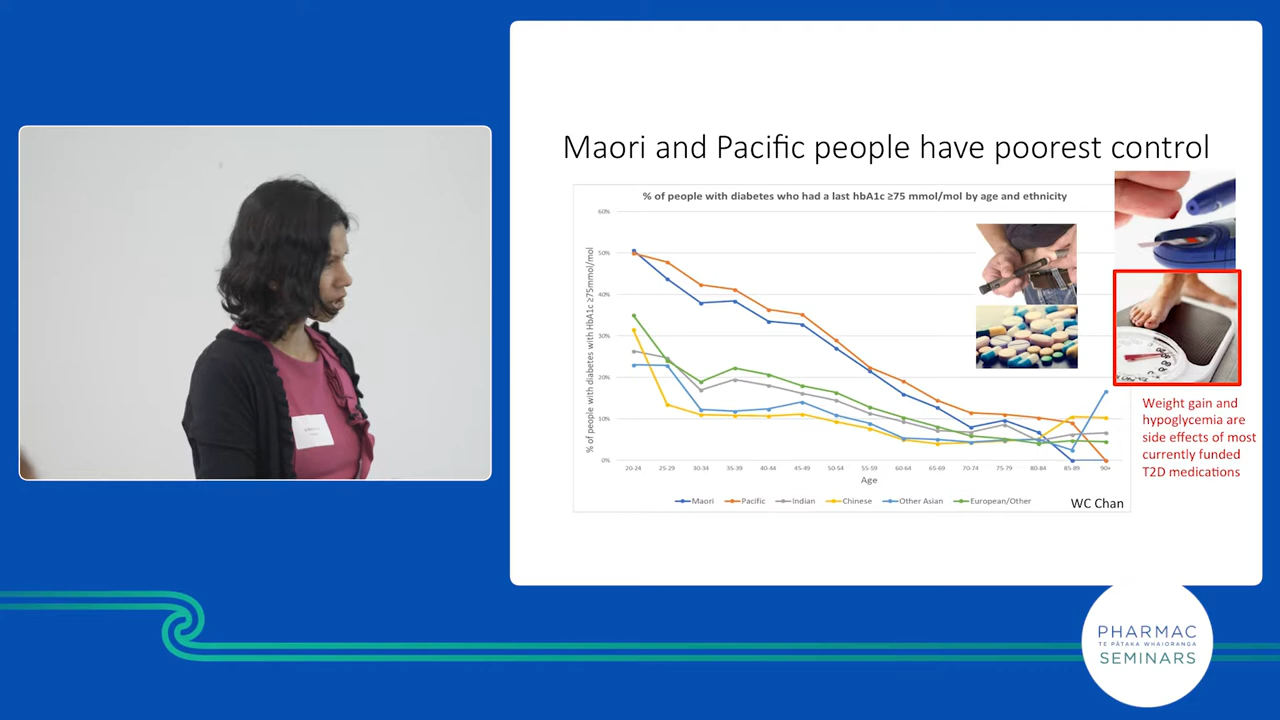 Maori and Pacific people have poorest control
% of people with diabetes who had a last hbA1c ≥75 mmol/mol by age and ethnicity
% of people with diabetes with HbA1c ≥75mmol/mol
60%
50%
40%
30%
20%
10%
0%
20-24 25-29 30-34 35-39 40-44 45-49 50-54 55-59 60-64 65-69 70-74 75-79 80-84 85-89 90+
Age
Maori Pacific Indian Chinese Other Asian European/Other
WC Chan
Weight gain and
hypoglycemia are
side effects of most
currently funded
T2D medications
PHARMAC
TE PĀTAKA WHAIORANGA
SEMINARS